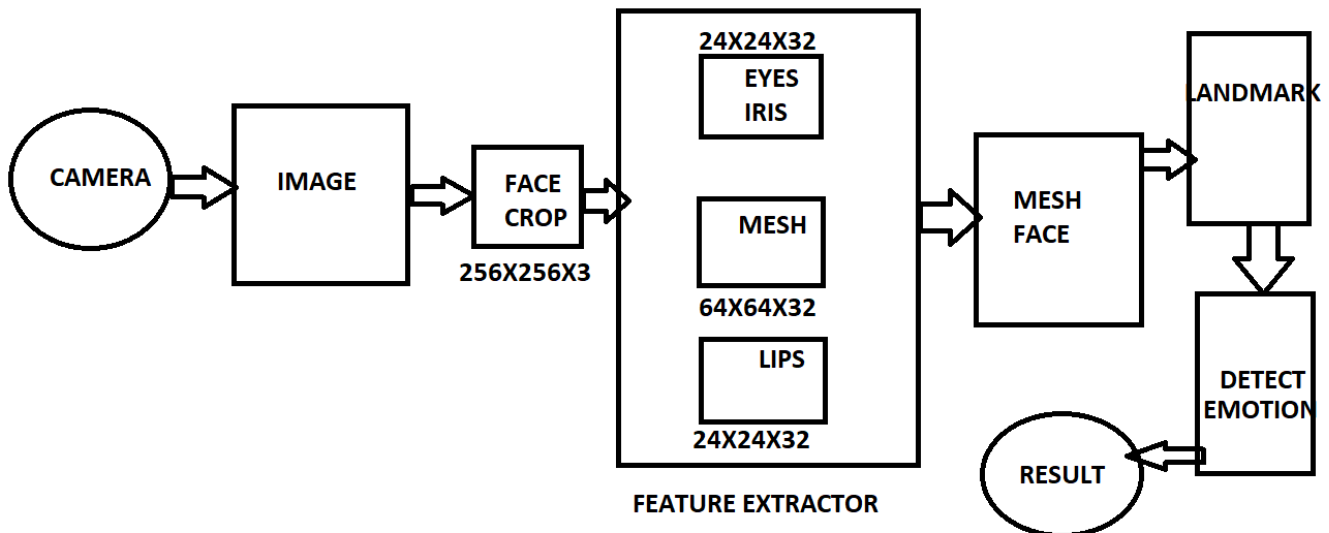 CAMERA
IMAGE
FACE
CROP
256X256X3
24X24X32
EYES
IRIS
MESH
64X64X32
LIPS
24X24X32
FEATURE EXTRACTOR
MESH
FACE
LANDMARK
DETECT
EMOTION
RESULT